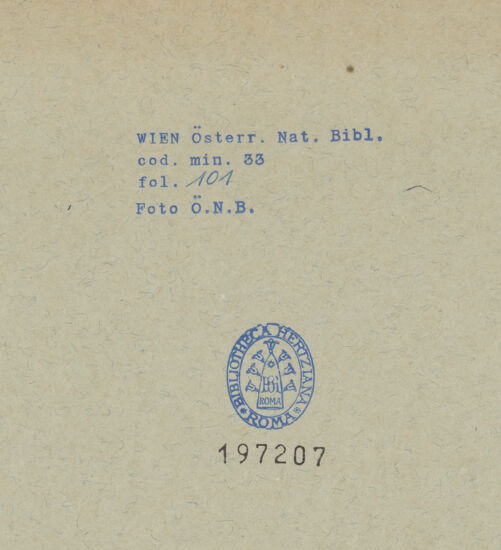 WIEN Österr. Nat. Bibl.
cod. min. 33
fol. 101
Foto Ö.N.B.
BIBLIOTHECA HERTZIANA
ROMA
ROMA
197207